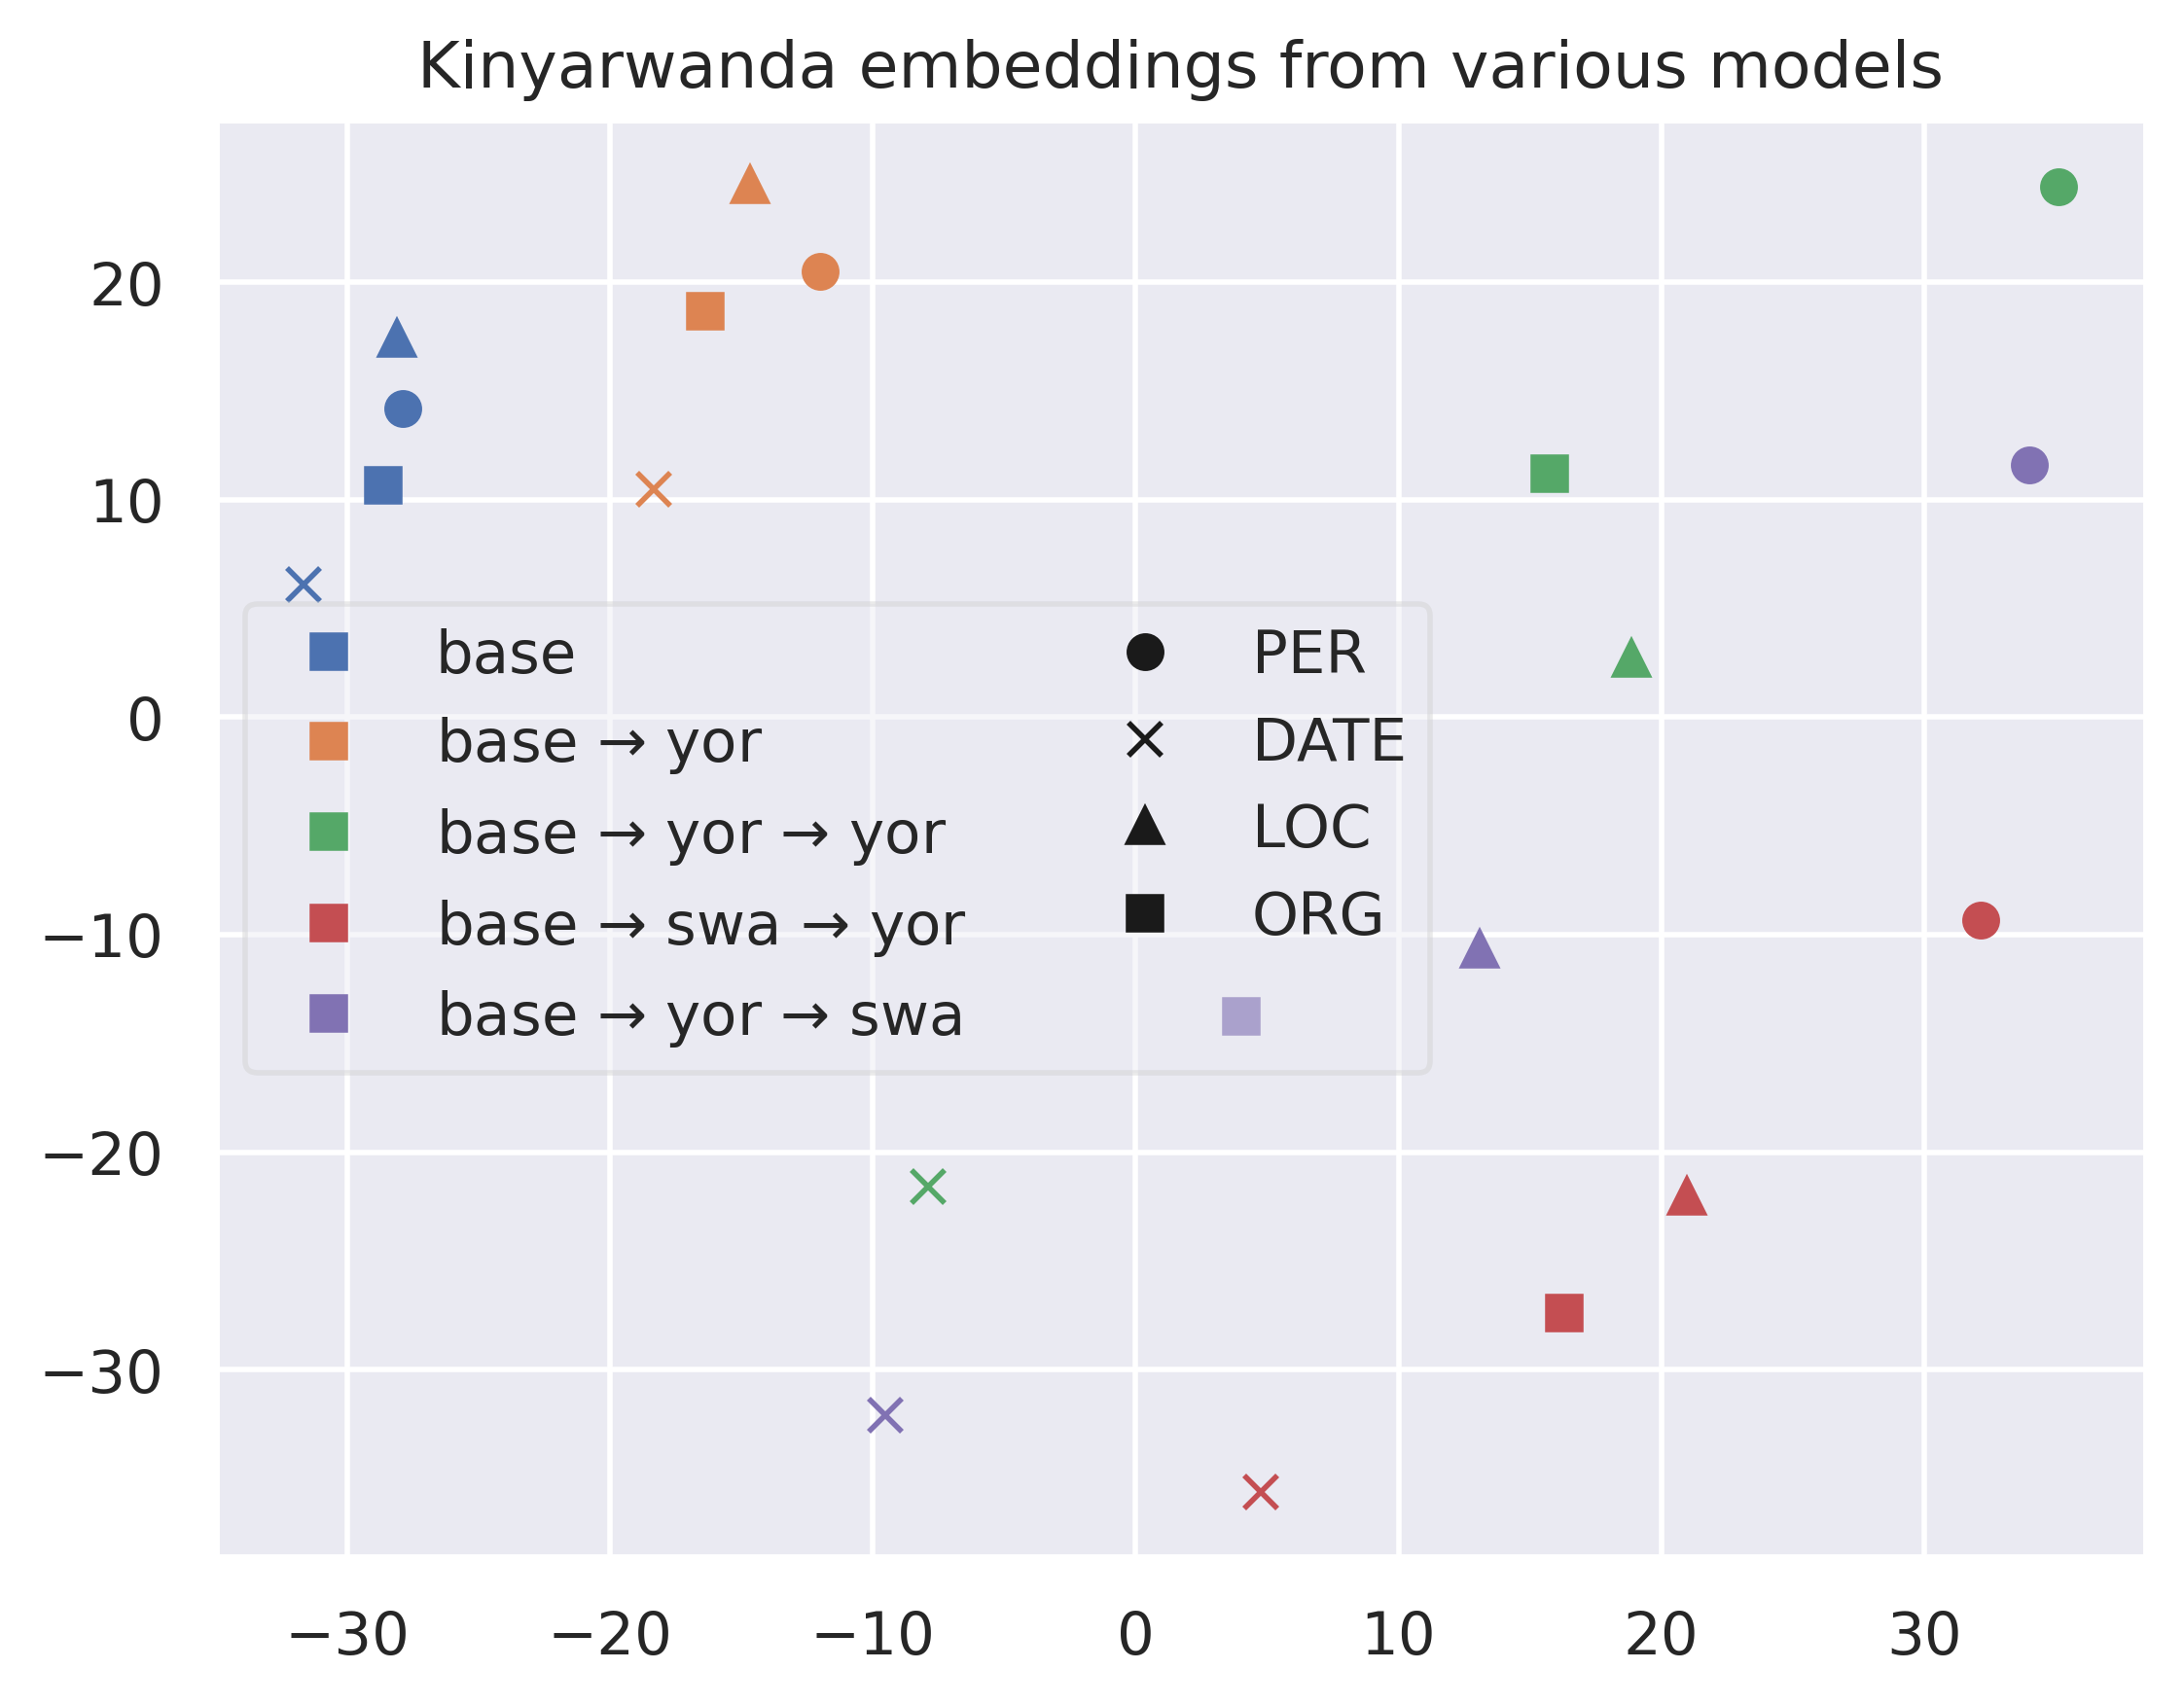 Kinyarwanda embeddings from various models
20
10
0
−10
−20
−30
base
base → yor
base → yor → yor
base → swa → yor
base → yor → swa
PER
DATE
LOC
ORG
−30 −20 −10 0 10 20 30